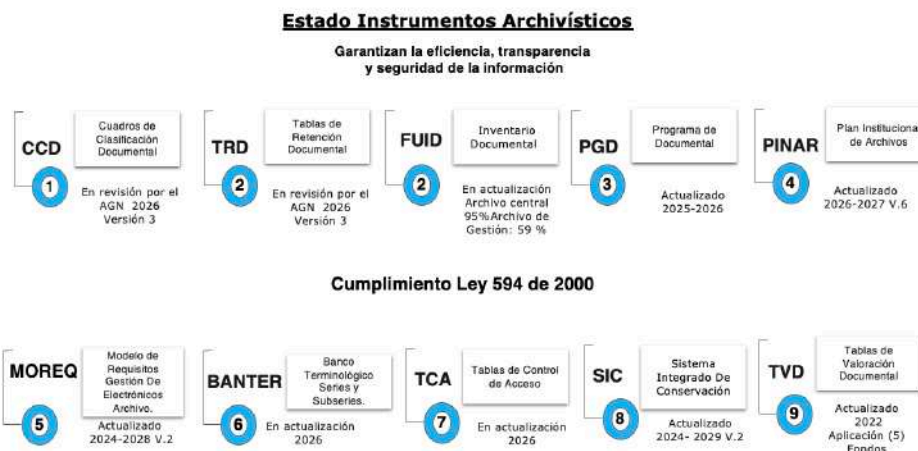 Estado Instrumentos Archivísticos
Garantizan la eficiencia, transparencia
y seguridad de la información
CCD
1
Cuadros de
Clasificación
Documental
En revisión por el
AGN 2026
Versión 3
TRD
2
Tablas de
Retención
Documental
En revisión por el
AGN 2026
Versión 3
FUID
2
Inventario
Documental
En actualización
Archivo central
95%Archivo de
Gestión: 59 %
PGD
3
Programa de
Documental
Actualizado
2025-2026
PINAR
4
Plan Instituciona
de Archivos
Actualizado
2026-2027 V.6
Cumplimiento Ley 594 de 2000
MOREQ
5
Modelo de
Requisitos
Gestión De
Electrónicos
Archivo.
Actualizado
2024-2028 V.2
BANTER
6
Banco
Terminológico
Series y
Subseries.
En actualización
2026
TCA
7
Tablas de Control
de Acceso
En actualización
2026
SIC
8
Sistema
Integrado De
Conservación
Actualizado
2024- 2029 V.2
TVD
9
Tablas de
Valoración
Documental
Actualizado
2022
Aplicación (5)
Fondos